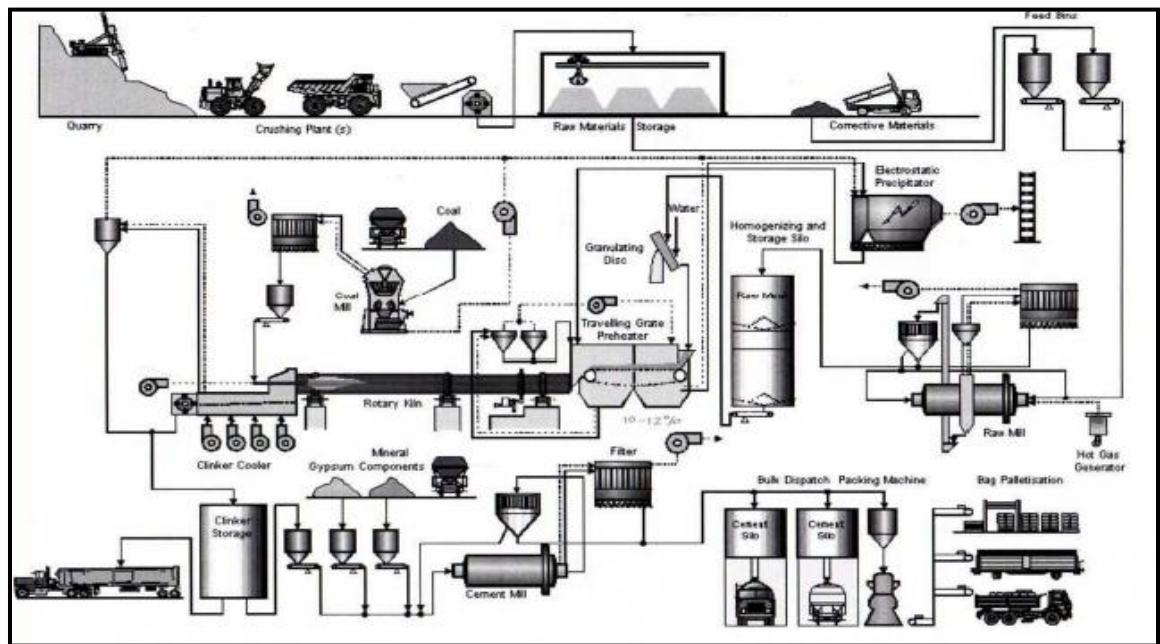 Feed Bins
Quarry
Crushing Plant (s)
Raw Materials Storage
Corrective Materials
Electrostatic
Precipitator
Coal
Water
Homogenizing and
Storage Silo
Granulating
Disc
Coal
Mill
Raw Meal
Travelling Grate
Preheater
Rotary Kiln
Raw Mill
Hot Gas
Generator
Clinker Cooler
Mineral
Gypsum Components
Filter
Bulk Dispatch Packing Machine
Bag Palletisation
Clinker
Storage
Cement
Silo
Cement
Silo
Cement Mill